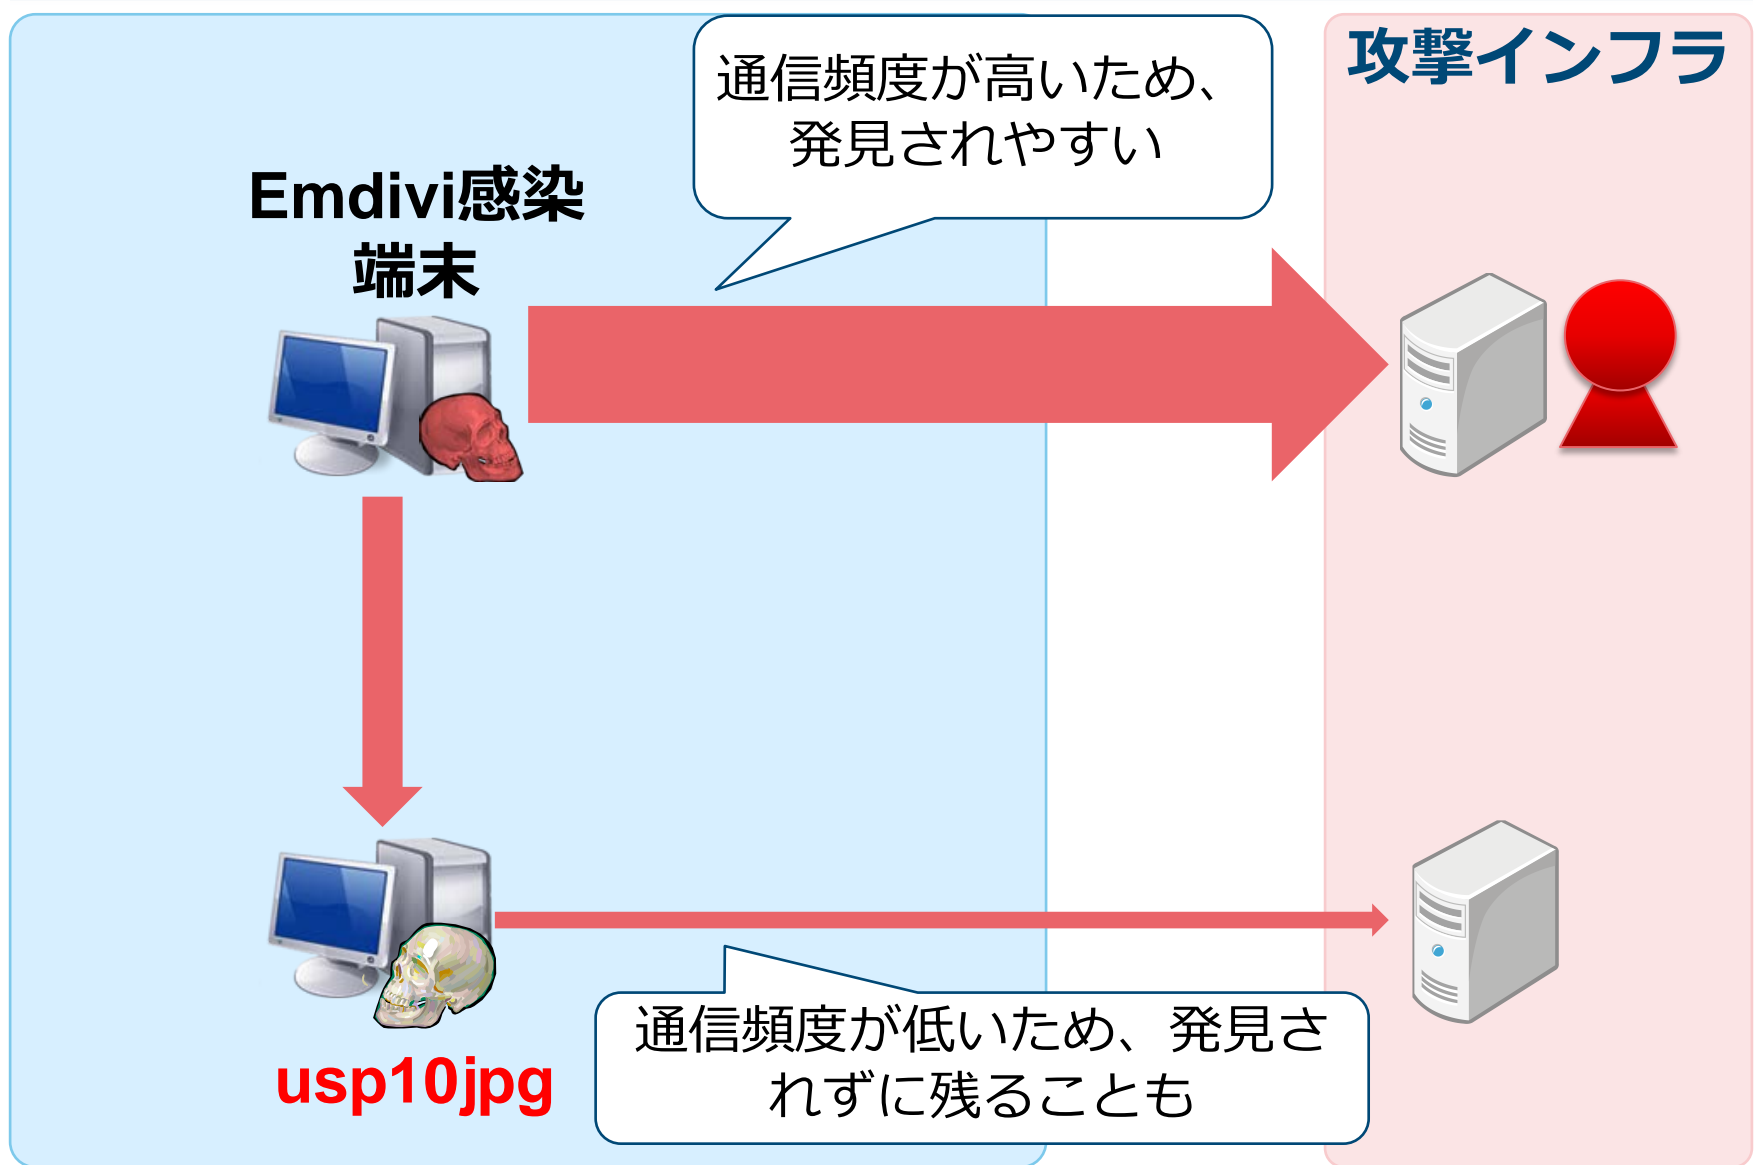 通信頻度が高いため、
発見されやすい
攻撃インフラ
Emdivi感染
端末
通信頻度が低いため、発見さ
れずに残ることも
usp10jpg